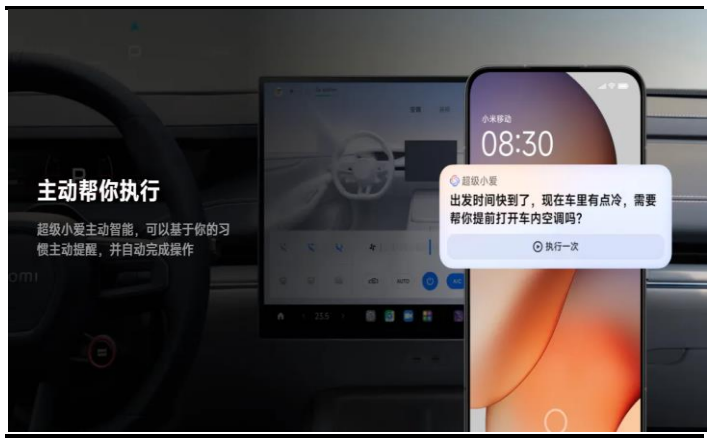 主动帮你执行
超级小爱主动智能，可以基于你的习
惯主动提醒，并自动完成操作
小米移动
08:30
超级小爱
出发时间快到了，现在车里有点冷，需要
帮你提前打开车内空调吗？
执行一次
AUTO
23.5